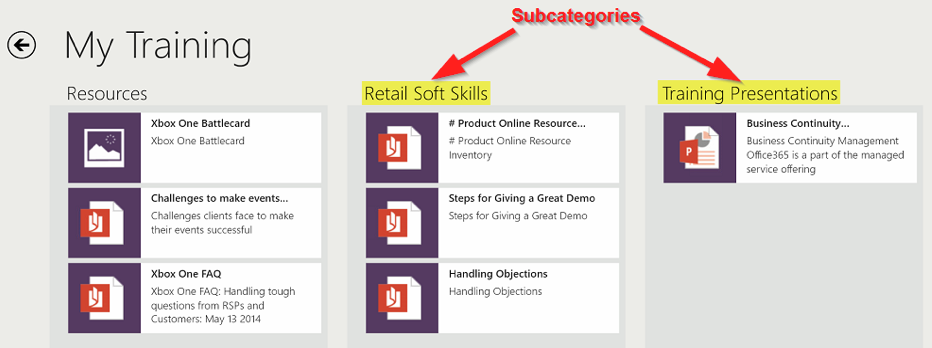 Subcategories
My Training
Resources
Xbox One Battlecard
Xbox One Battlecard
Challenges to make events...
Challenges clients face to make
their events successful
Xbox One FAQ
Xbox One FAQ: Handling tough
questions from RSPs and
Customers: May 13 2014
Retail Soft Skills
# Product Online Resource...
# Product Online Resource
Inventory
Steps for Giving a Great Demo
Steps for Giving a Great Demo
Handling Objections
Handling Objections
Training Presentations
P
Business Continuity...
Business Continuity Management
Office365 is a part of the managed
service offering